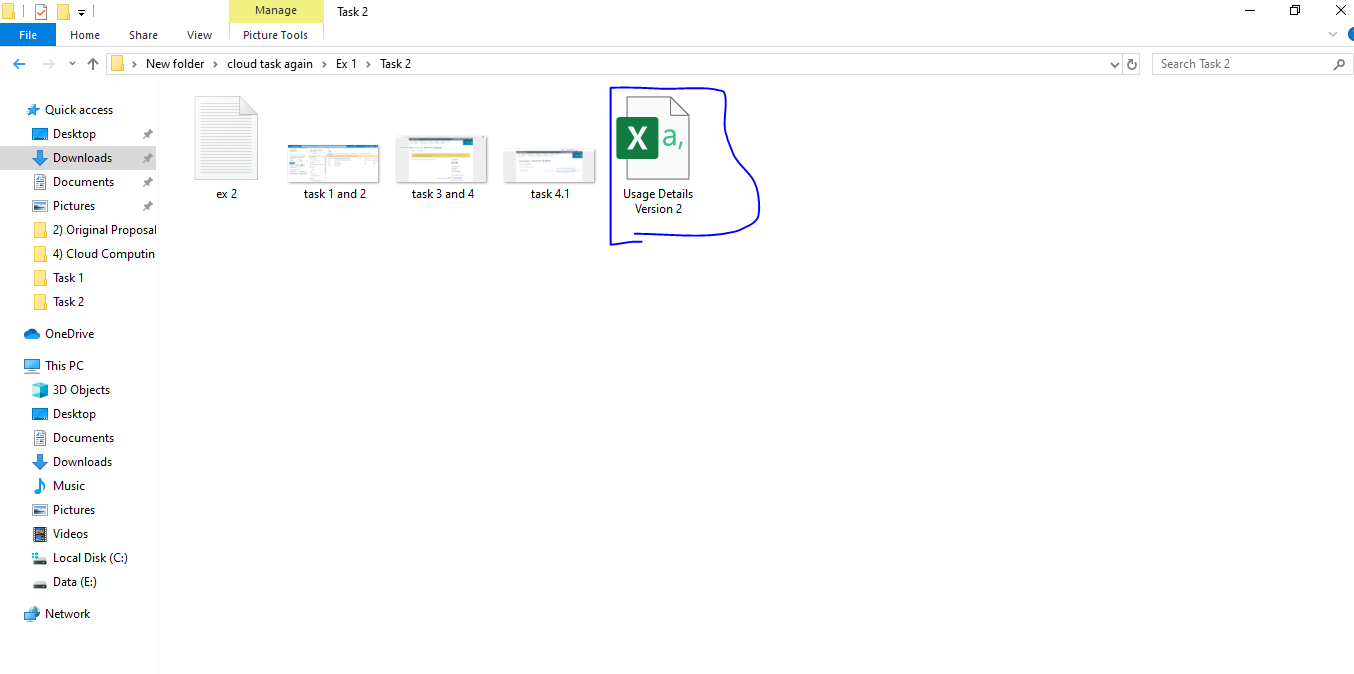 Manage
Task 2
File
Home
Share
View
Picture Tools
New folder
cloud task again
Ex 1
Task 2
Search Task 2
Quick access
Desktop
Downloads
Documents
Pictures
2) Original Proposal
4) Cloud Computin
Task 1
Task 2
OneDrive
This PC
3D Objects
Desktop
Documents
Downloads
Music
Pictures
Videos
Local Disk (C:)
Data (E:)
Network
ex 2
task 1 and 2
task 3 and 4
task 4.1
X a,
Usage Details
Version 2